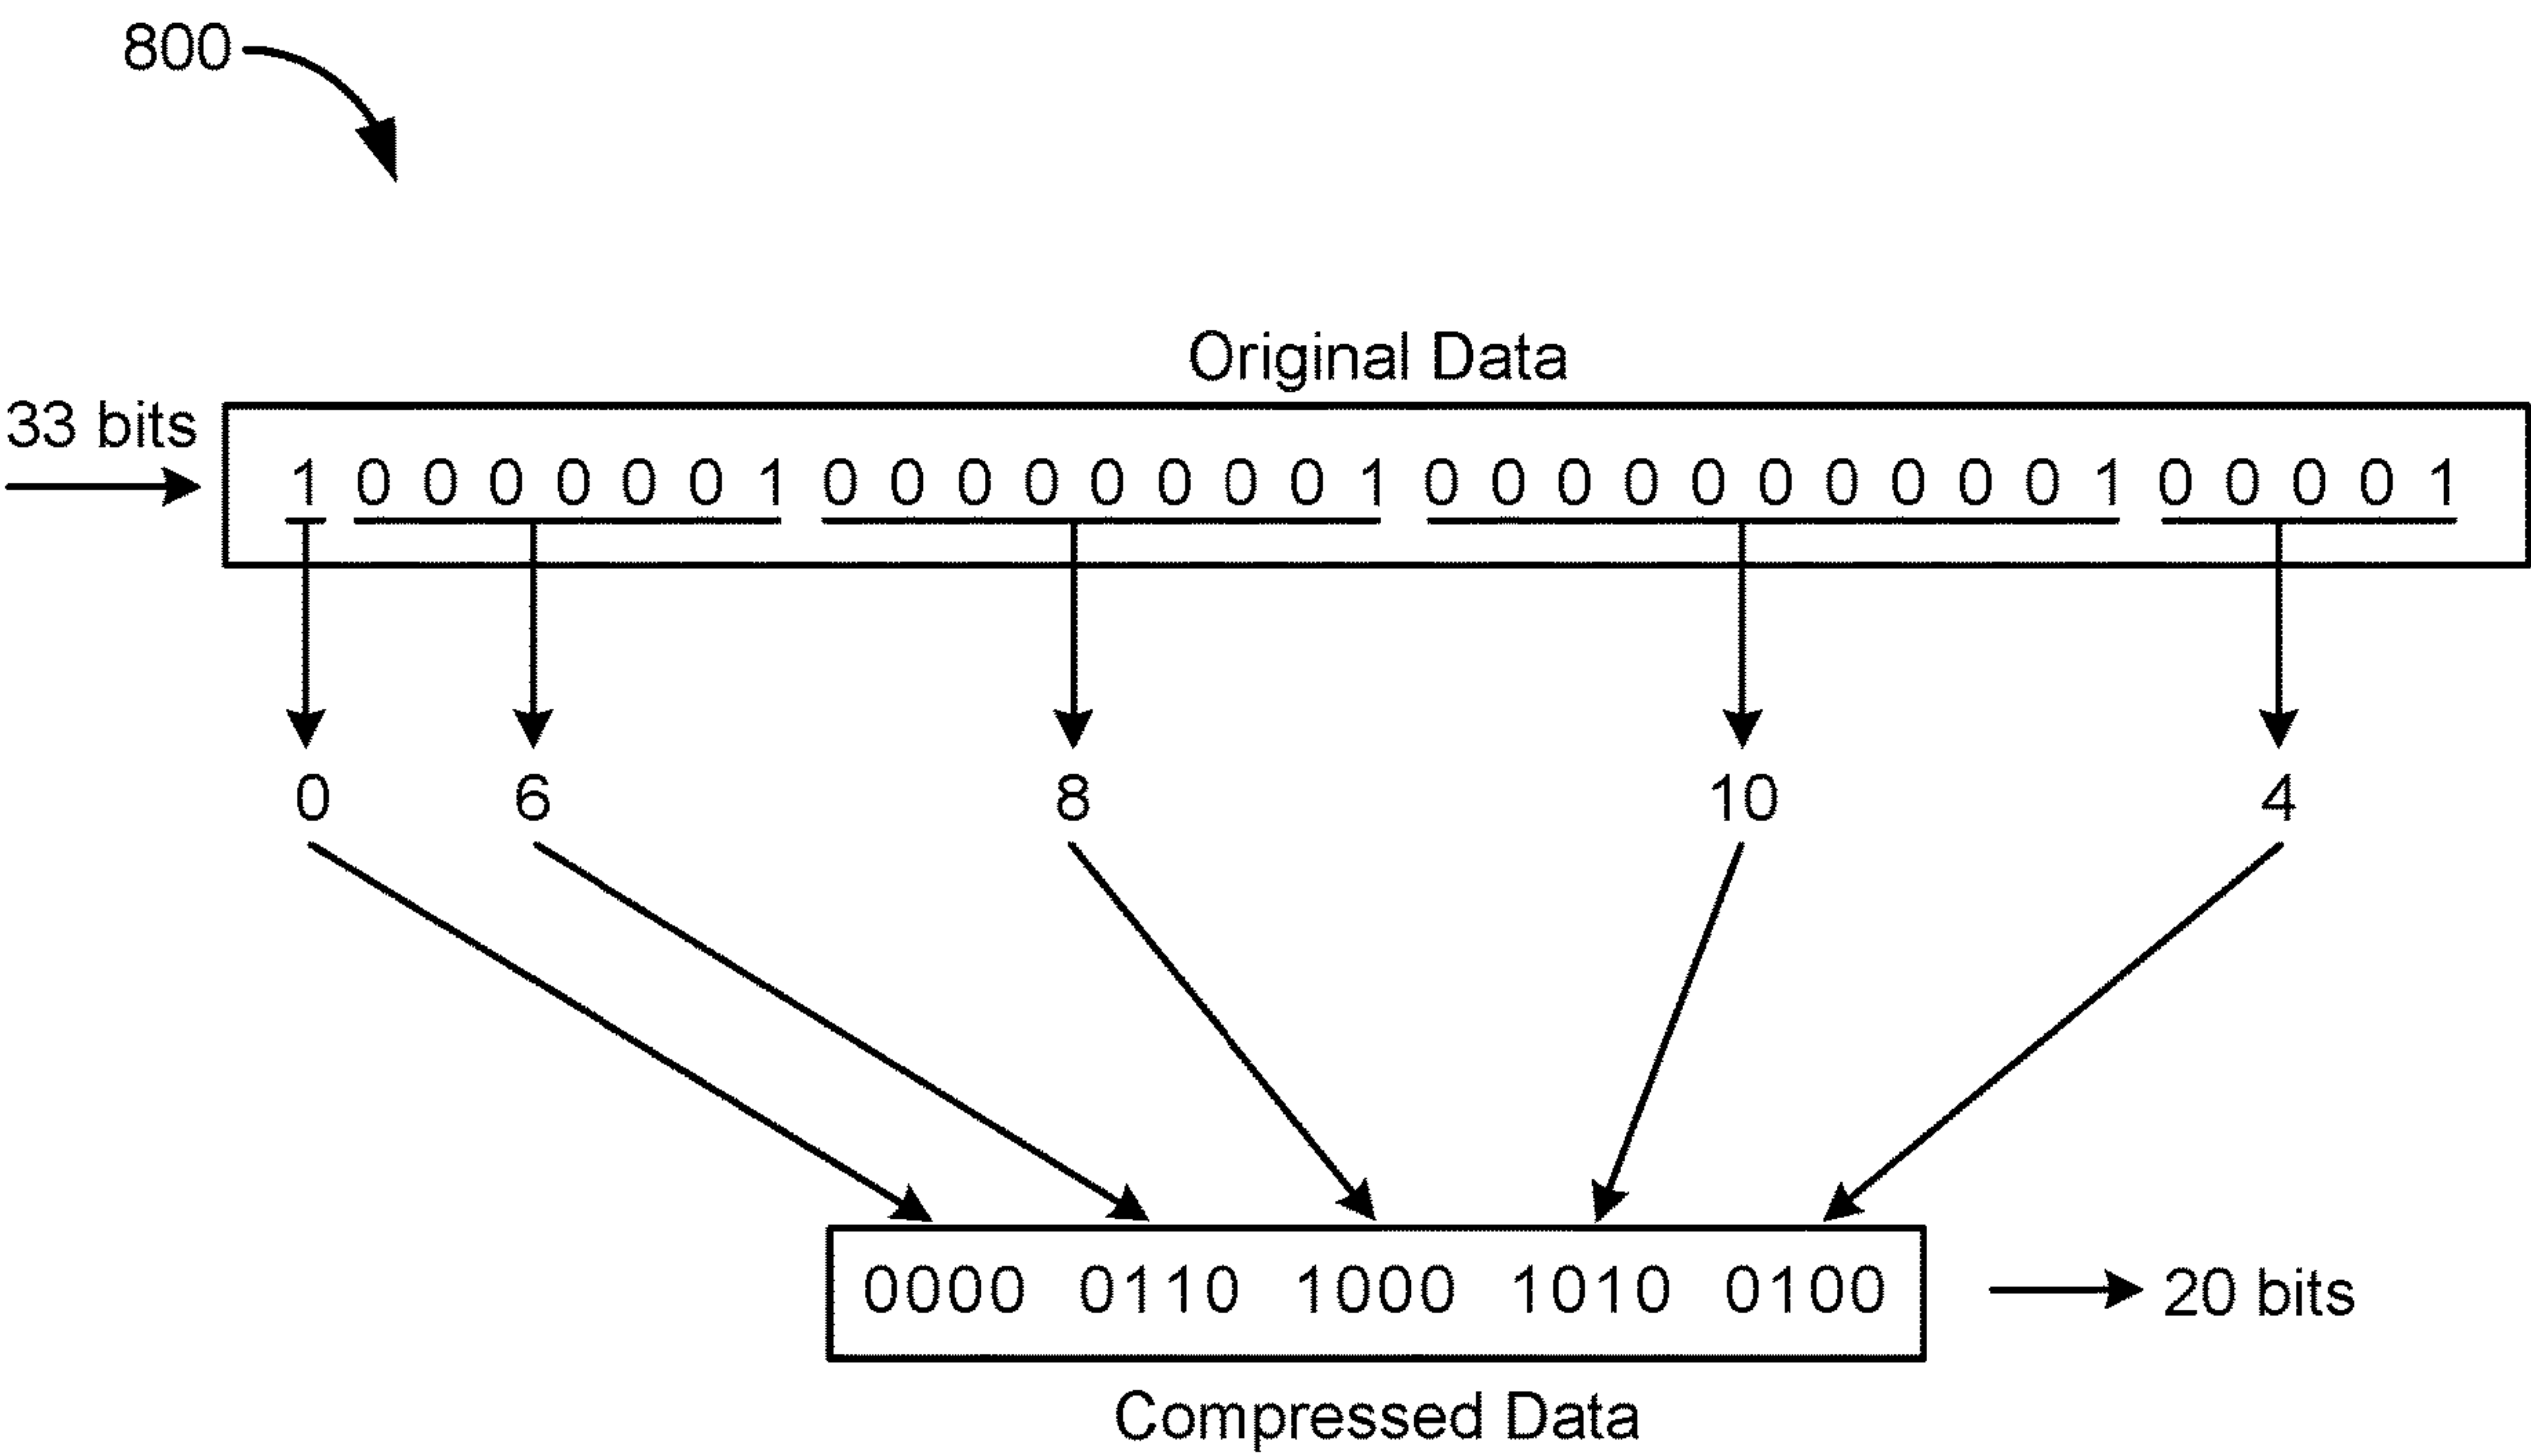 800
Original Data
33 bits
1 0 0 0 0 0 0 1 0 0 0 0 0 0 0 0 1 0 0 0 0 0 0 0 0 0 0 1 0 0 0 0 1
0 6 8 10 4
0000 0110 1000 1010 0100
20 bits
Compressed Data